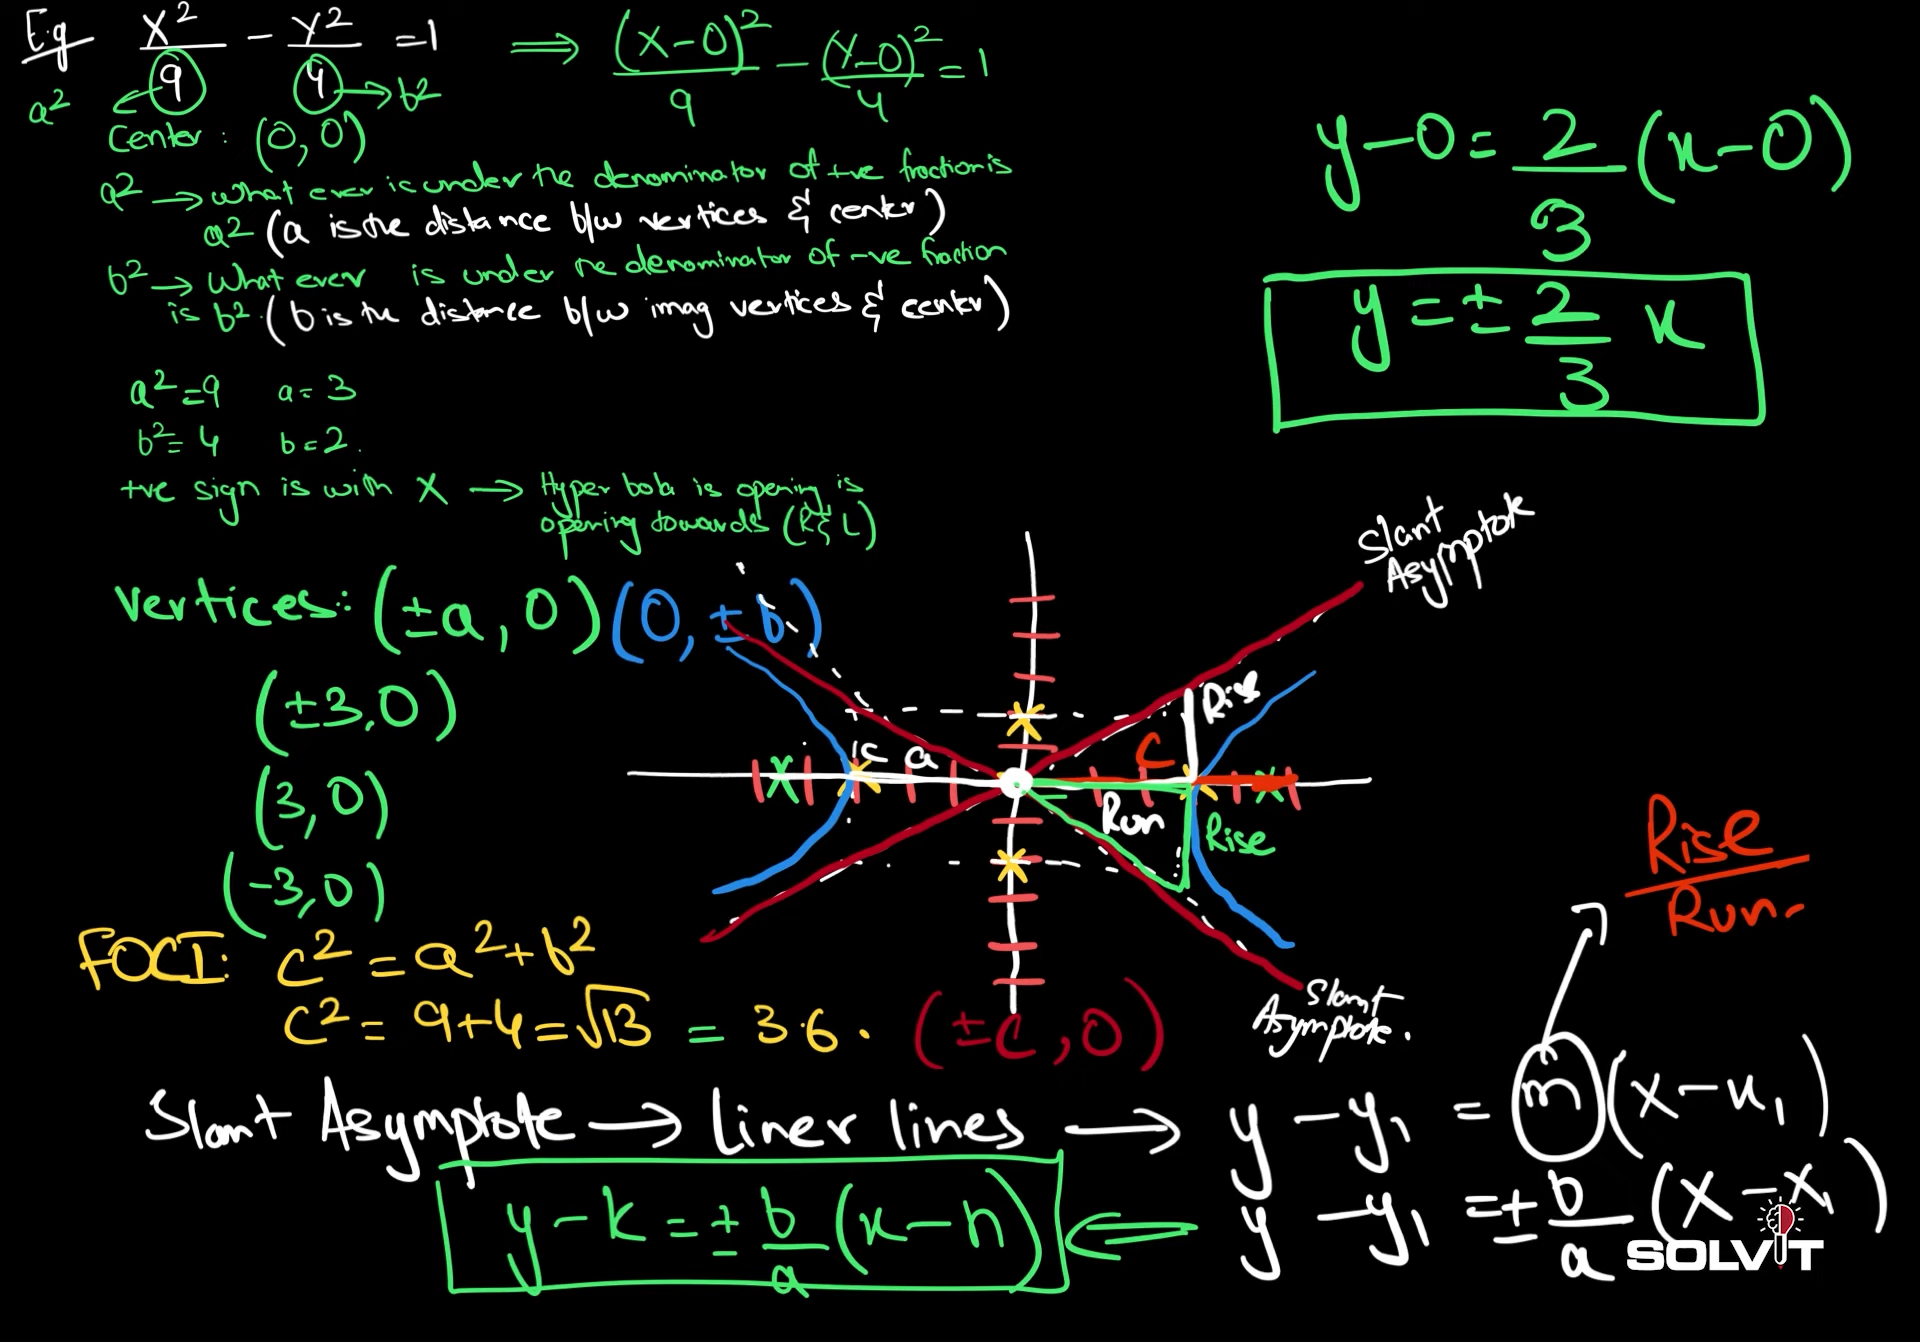 Eg x²/9 - y²/4 = 1 ⟹ (x-0)²/9 - (y-0)²/4 = 1
a² ← 9 4 → b²
Center : (0,0)
a² → what ever is under the denominator of +ve fraction is
a² (a is the distance b/w vertices & center)
b² → What ever is under the denominator of -ve fraction
is b². (b is the distance b/w imag vertices & center)
a² = 9 a = 3
b² = 4 b = 2.
+ve sign is with X → Hyper bola is opening is
opening towards (R & L)
y-0 = 2/3 (x-0)
y = ± 2/3 x
Vertices: (±a, 0) (0, ±b)
(±3,0)
(3,0)
(-3,0)
Slant
Asymptote
Rise
c a
C
Run
Rise
Slant
Asymptote.
Rise/Run
FOCI: c² = a² + b²
c² = 9+4 = √13 = 3.6. (±c, 0)
Slant Asymptote → Liner lines → y - y₁ = m (x - x₁)
y - k = ± b/a (x - h) ⟸ y - y₁ = ± b/a (x - x₁)
SOLVIT